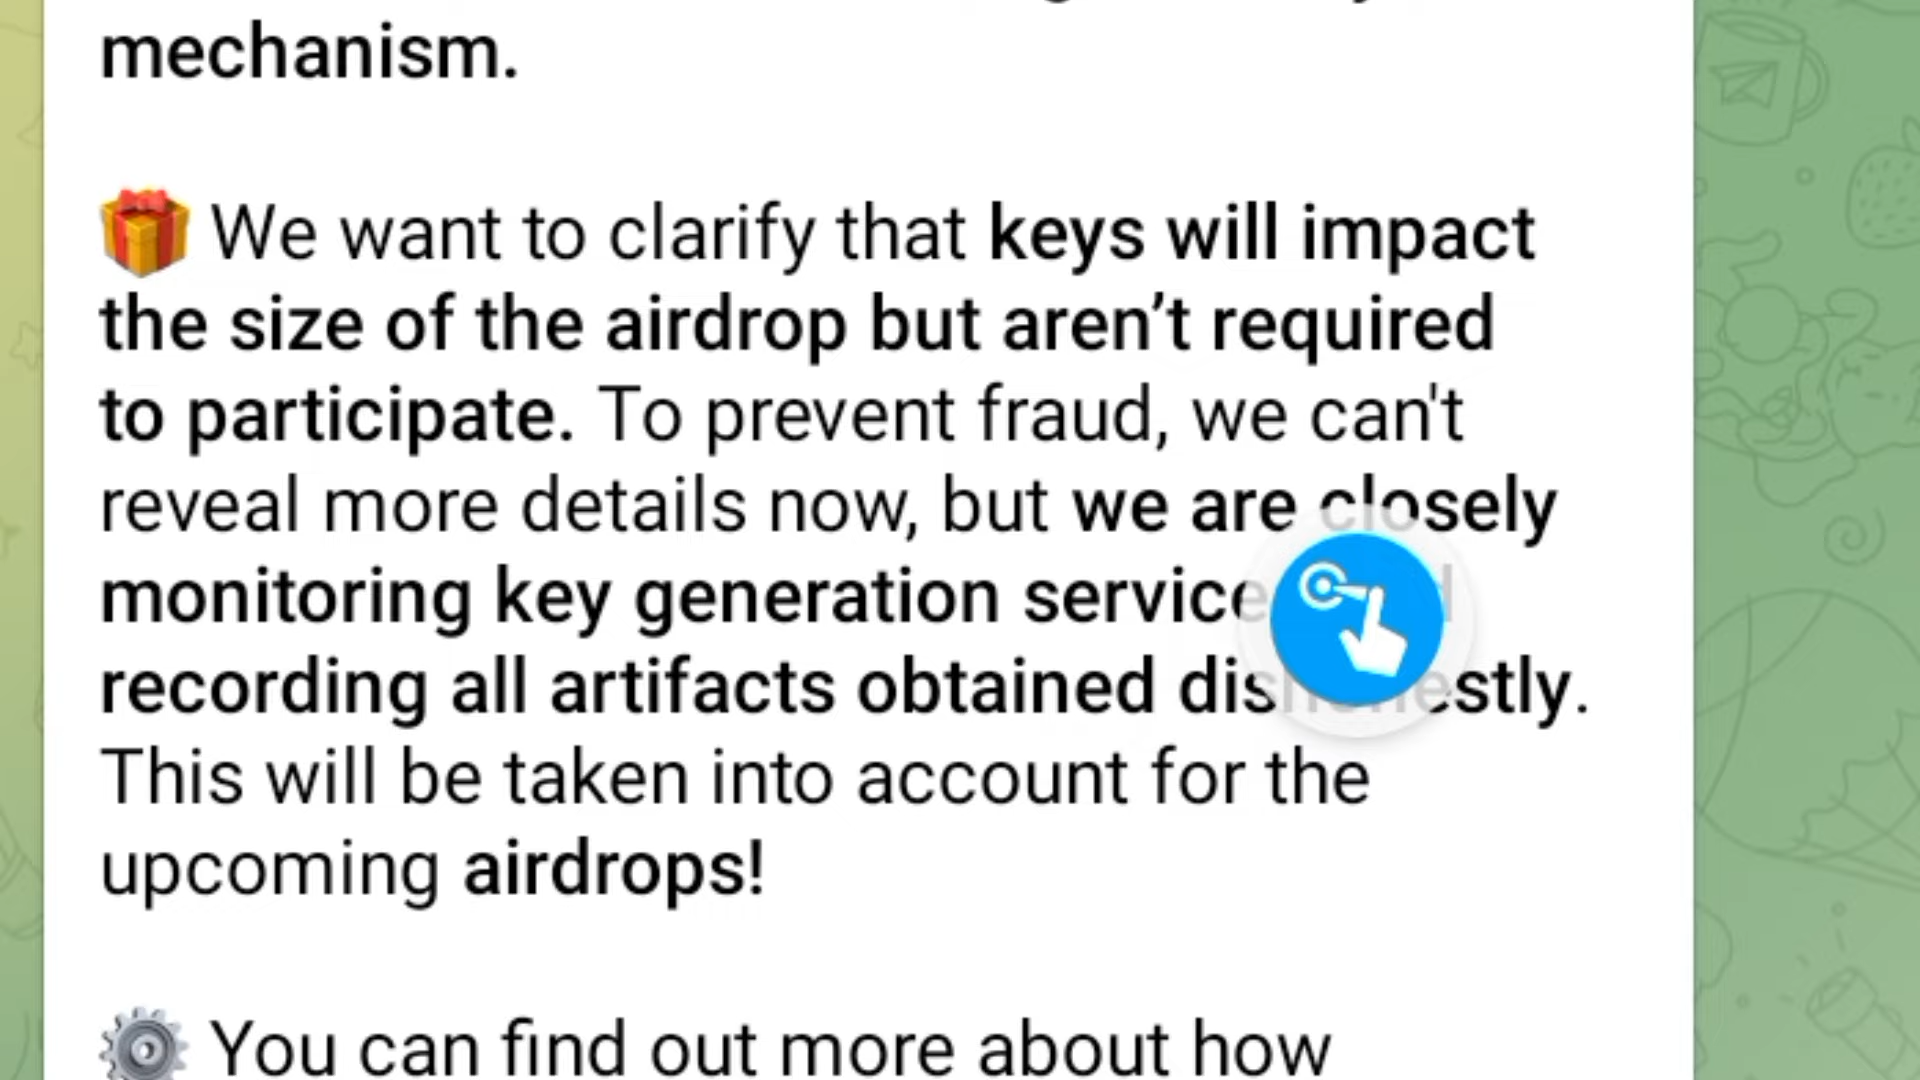 mechanism.
🎁 We want to clarify that keys will impact
the size of the airdrop but aren’t required
to participate. To prevent fraud, we can't
reveal more details now, but we are closely
monitoring key generation
recording all artifacts obtained dishonestly.
This will be taken into account for the
upcoming airdrops!
⚙️ You can find out more about how